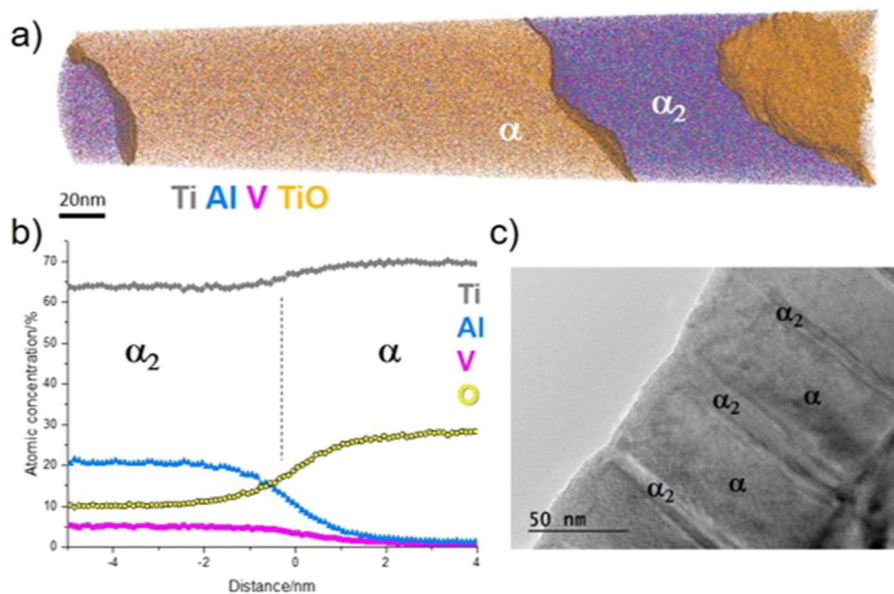 a)
α
α₂
20nm
Ti Al V TiO
b)
70
60
50
40
30
20
10
0
Atomic concentration/%
α₂
α
Ti
Al
V
O
-4
-2
0
2
4
Distance/nm
c)
α₂
α₂
α
α₂
α
50 nm